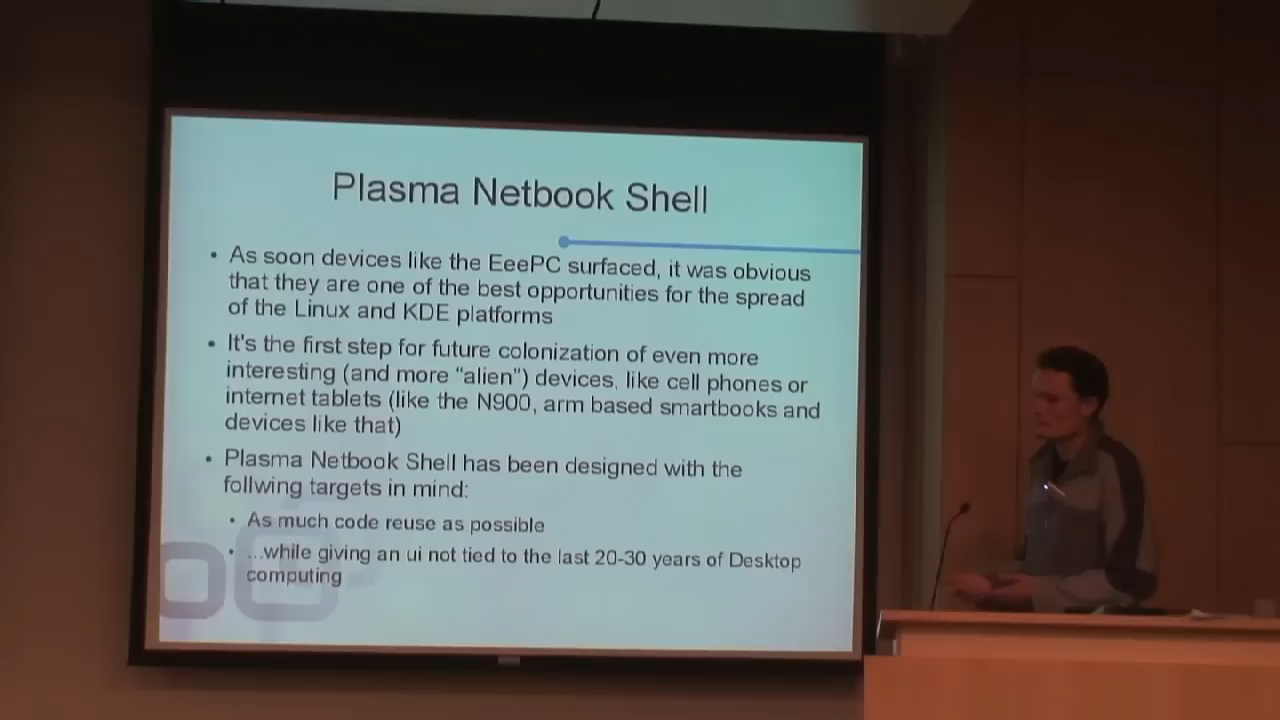 Plasma Netbook Shell
• As soon devices like the EeePC surfaced, it was obvious
that they are one of the best opportunities for the spread
of the Linux and KDE platforms
• It's the first step for future colonization of even more
interesting (and more “alien”) devices, like cell phones or
internet tablets (like the N900, arm based smartbooks and
devices like that)
• Plasma Netbook Shell has been designed with the
follwing targets in mind:
• As much code reuse as possible
• ...while giving an ui not tied to the last 20-30 years of Desktop
computing